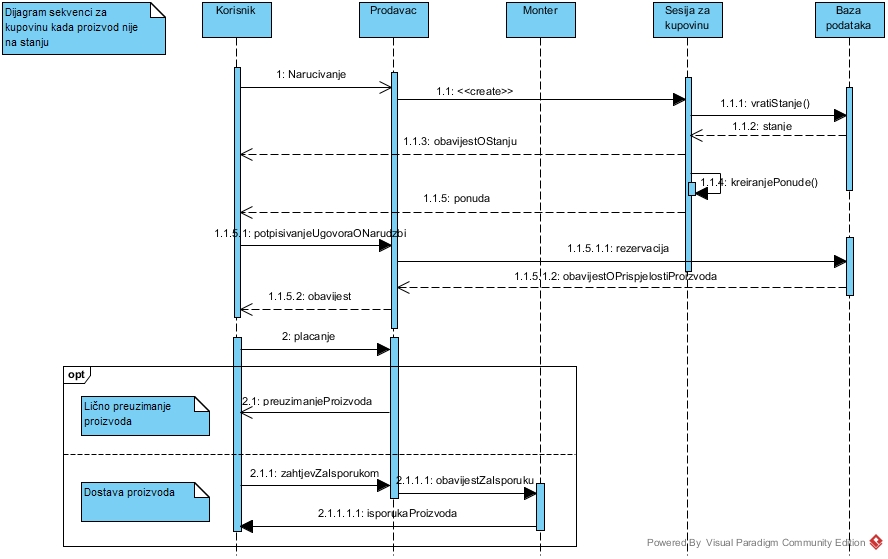 Dijagram sekvenci za
kupovinu kada proizvod nije
na stanju
Korisnik
Prodavac
Monter
Sesija za
kupovinu
Baza
podataka
1: Narucivanje
1.1: <<create>>
1.1.1: vratiStanje()
1.1.2: stanje
1.1.3: obavijestOStanju
1.1.4: kreiranjePonude()
1.1.5: ponuda
1.1.5.1: potpisivanjeUgovoraONarudzbi
1.1.5.1.1: rezervacija
1.1.5.1.2: obavijestOPrispjelostiProizvoda
1.1.5.2: obavijest
2: placanje
opt
Lično preuzimanje
proizvoda
2.1: preuzimanjeProizvoda
2.1.1: zahtjevZaIsporukom
2.1.1.1: obavijestZaIsporuku
Dostava proizvoda
2.1.1.1.1: isporukaProizvoda
Powered By Visual Paradigm Community Edition